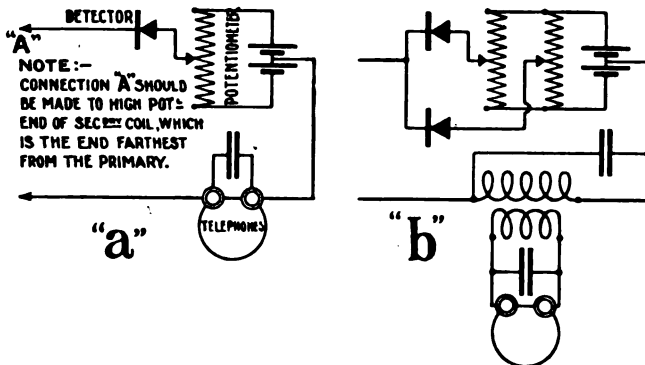 DETECTOR
"A"
POTENTIOMETER
NOTE:-
CONNECTION "A" SHOULD
BE MADE TO HIGH POT=
END OF SECDRY COIL, WHICH
IS THE END FARTHEST
FROM THE PRIMARY.
TELEPHONES
"a"
"b"